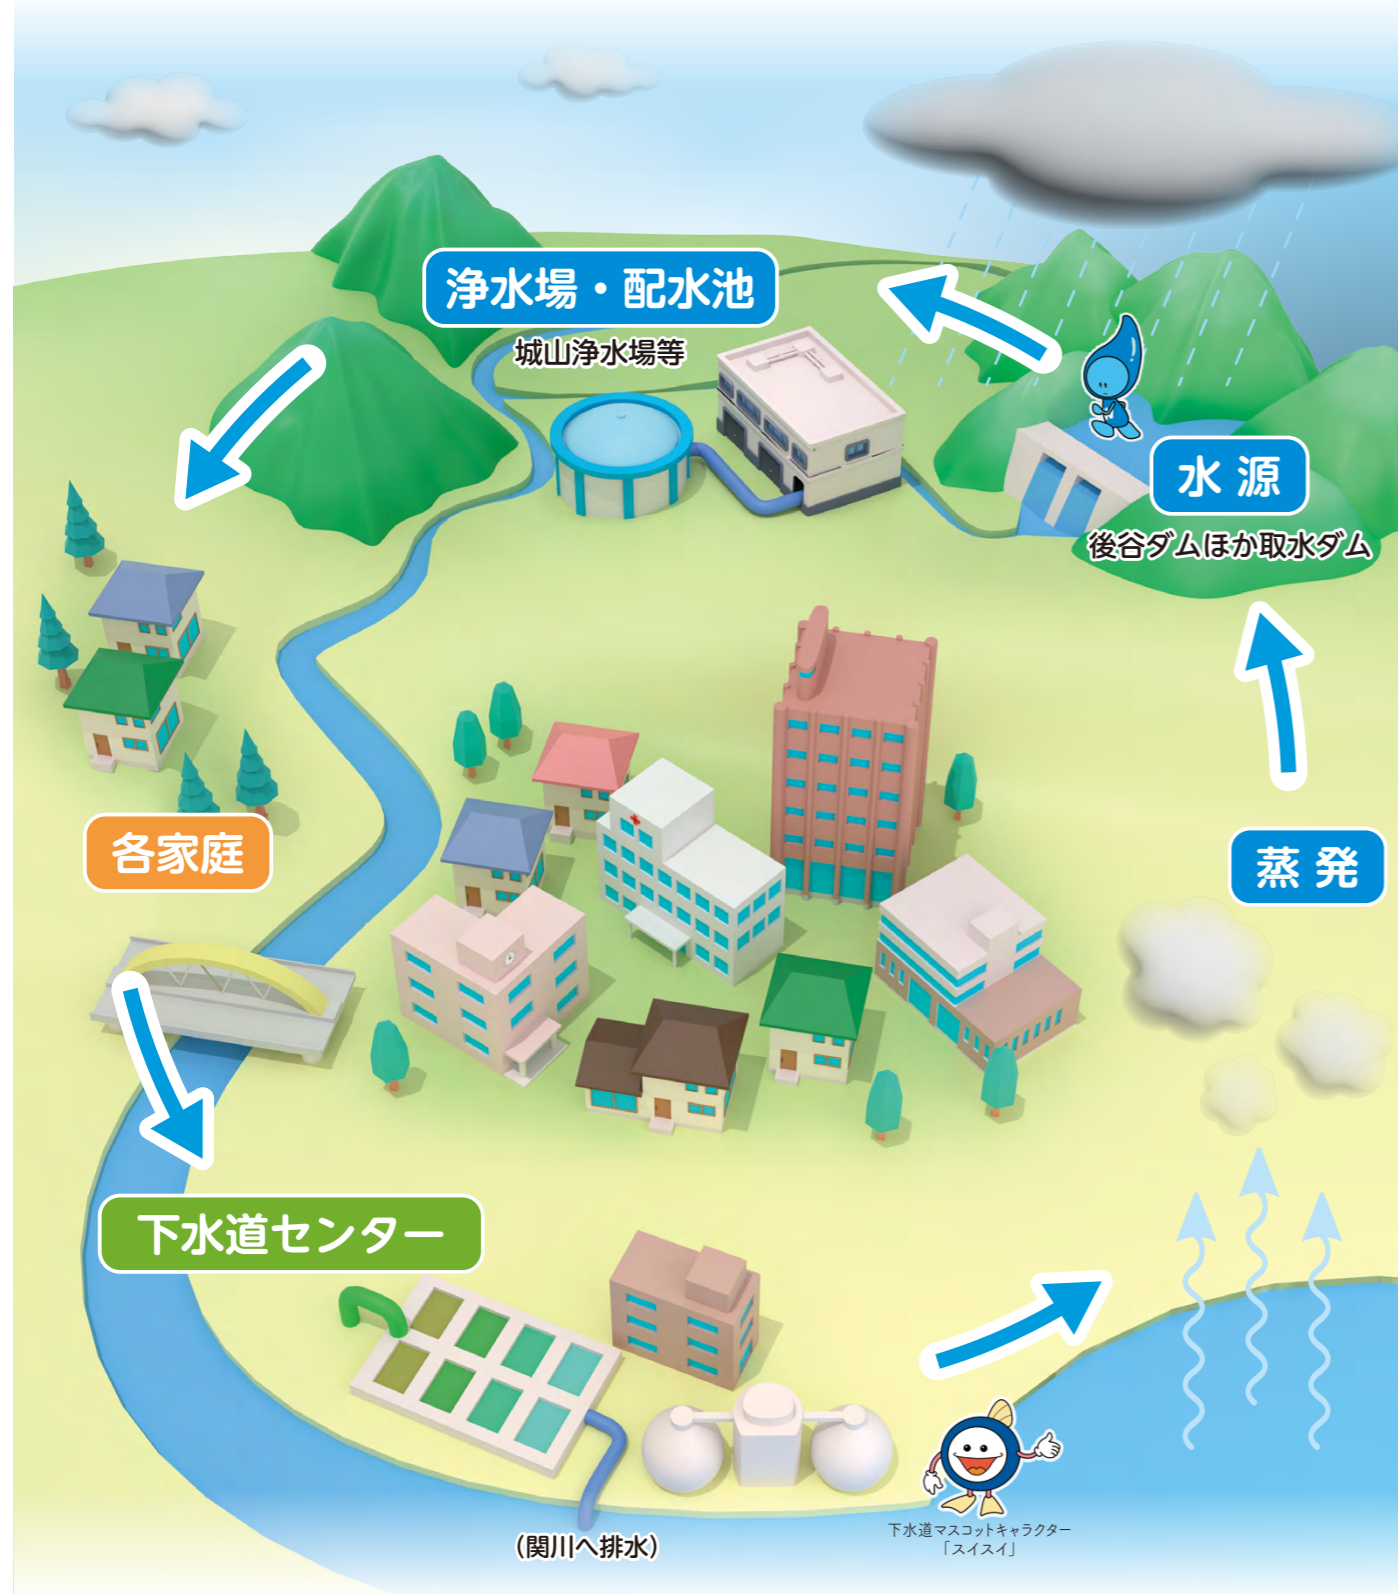 浄水場・配水池
城山浄水場等
水源
後谷ダムほか取水ダム
各家庭
蒸発
下水道センター
(関川へ排水)
下水道マスコットキャラクター
「スイスイ」